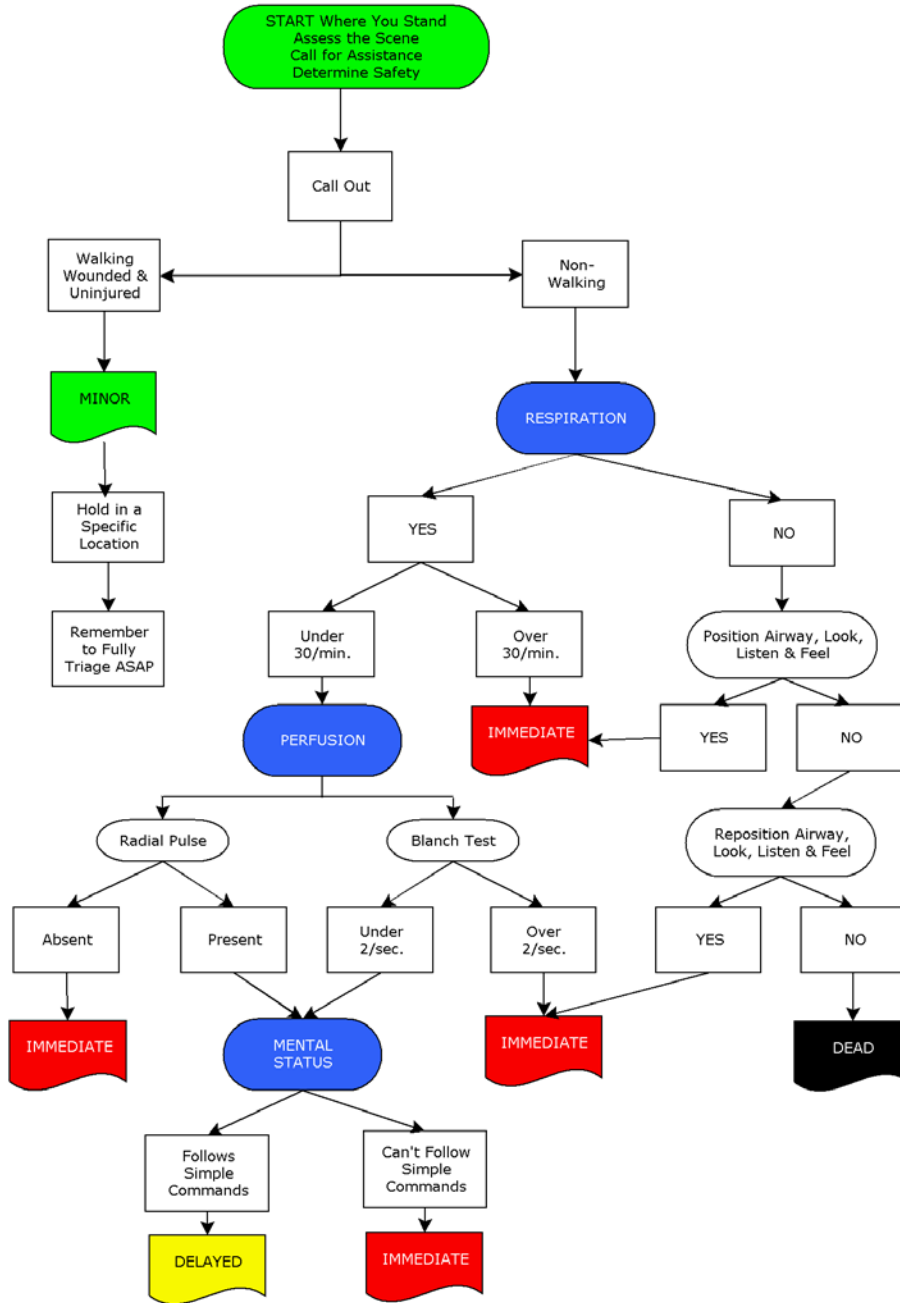 START Where You Stand
Assess the Scene
Call for Assistance
Determine Safety
Call Out
Walking
Wounded &
Uninjured
Non-
Walking
MINOR
RESPIRATION
Hold in a
Specific
Location
YES
NO
Remember
to Fully
Triage ASAP
Under
30/min.
Over
30/min.
Position Airway, Look,
Listen & Feel
PERFUSION
IMMEDIATE
YES
NO
Radial Pulse
Blanch Test
Reposition Airway,
Look, Listen & Feel
Absent
Present
Under
2/sec.
Over
2/sec.
YES
NO
IMMEDIATE
MENTAL
STATUS
IMMEDIATE
DEAD
Follows
Simple
Commands
Can't Follow
Simple
Commands
DELAYED
IMMEDIATE